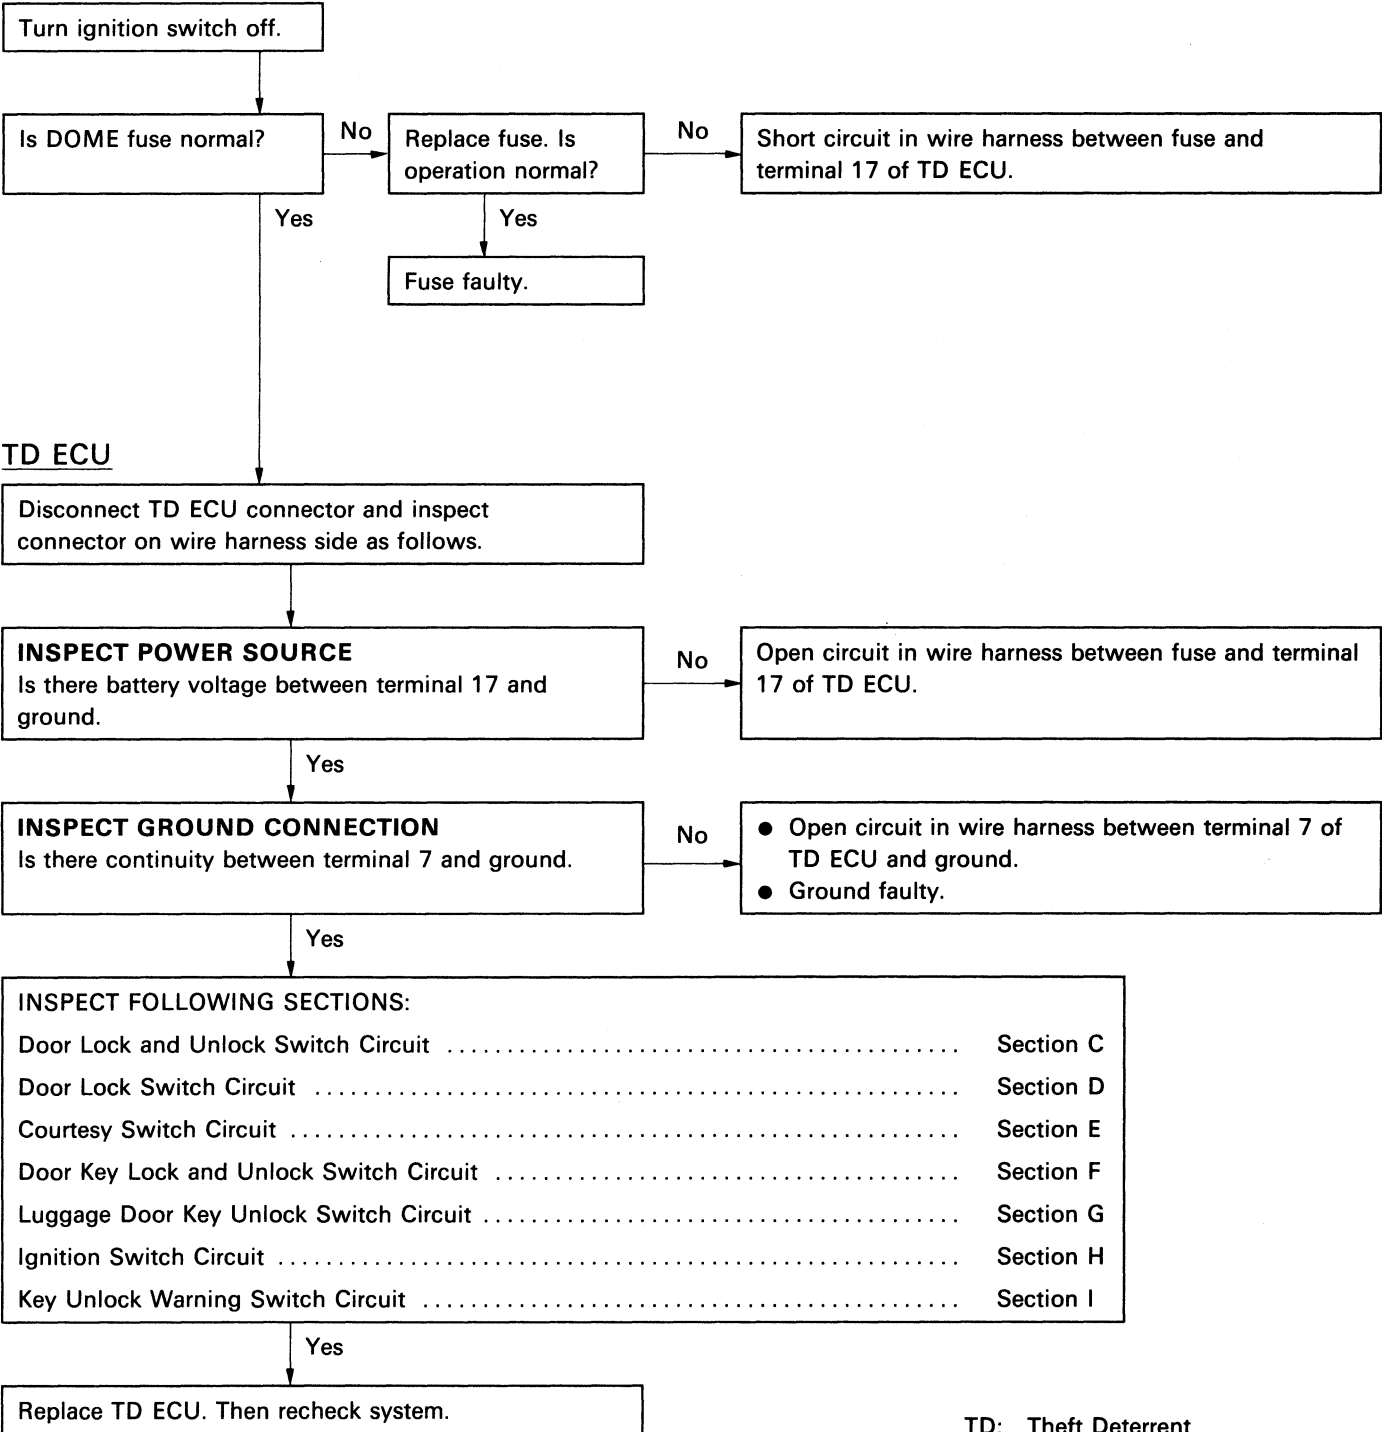 Turn ignition switch off.
Is DOME fuse normal?
No
Replace fuse. Is
operation normal?
No
Short circuit in wire harness between fuse and
terminal 17 of TD ECU.
Yes
Yes
Fuse faulty.
TD ECU
Disconnect TD ECU connector and inspect
connector on wire harness side as follows.
INSPECT POWER SOURCE
Is there battery voltage between terminal 17 and
ground.
No
Open circuit in wire harness between fuse and terminal
17 of TD ECU.
Yes
INSPECT GROUND CONNECTION
Is there continuity between terminal 7 and ground.
No
● Open circuit in wire harness between terminal 7 of
TD ECU and ground.
● Ground faulty.
Yes
INSPECT FOLLOWING SECTIONS:
Door Lock and Unlock Switch Circuit ........................................... Section C
Door Lock Switch Circuit ...................................................... Section D
Courtesy Switch Circuit ........................................................ Section E
Door Key Lock and Unlock Switch Circuit ....................................... Section F
Luggage Door Key Unlock Switch Circuit ........................................ Section G
Ignition Switch Circuit ......................................................... Section H
Key Unlock Warning Switch Circuit ............................................. Section I
Yes
Replace TD ECU. Then recheck system.
TD: Theft Deterrent